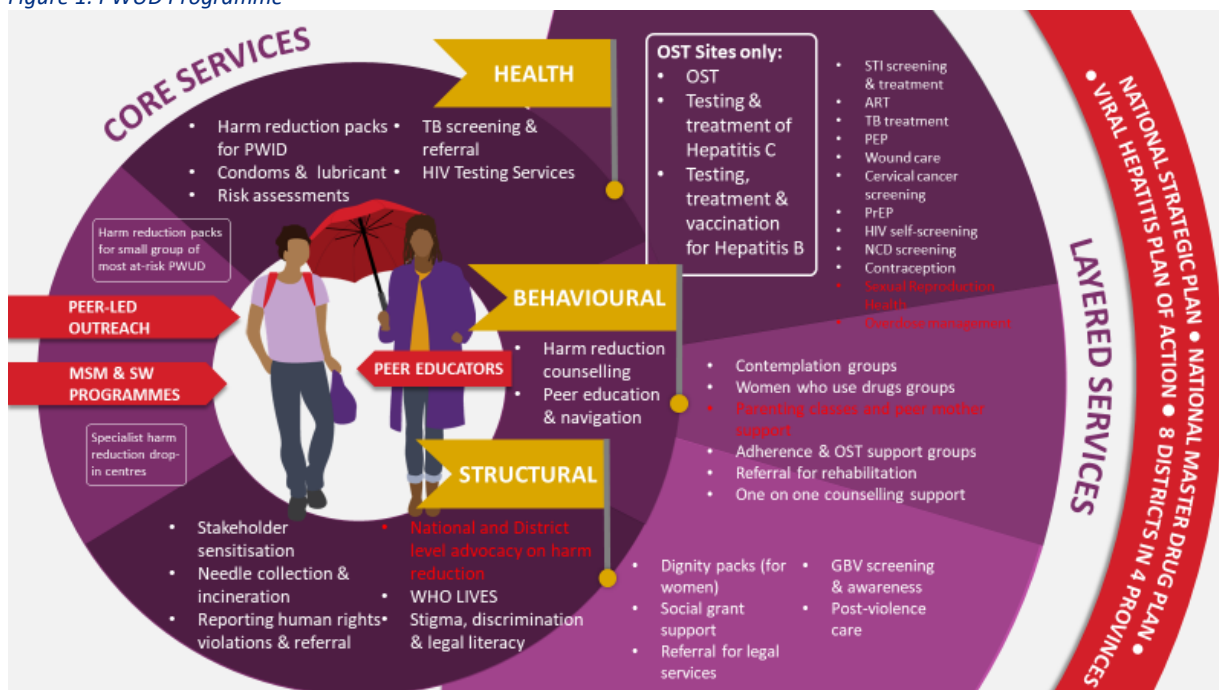 Figure 1: PWUD Programme
CORE SERVICES
HEALTH
• Harm reduction packs
for PWID
• Condoms & lubricant
• Risk assessments
• TB screening &
referral
• HIV Testing Services
OST Sites only:
• OST
• Testing &
treatment of
Hepatitis C
• Testing,
treatment &
vaccination
for Hepatitis B
• STI screening
& treatment
• ART
• TB treatment
• PEP
• Wound care
• Cervical cancer
screening
• PrEP
• HIV self-screening
• NCD screening
• Contraception
• Sexual Reproduction
Health
• Overdose management
Harm reduction packs
for small group of
most at-risk PWUD
PEER-LED
OUTREACH
MSM & SW
PROGRAMMES
Specialist harm
reduction drop-
in centres
PEER EDUCATORS
BEHAVIOURAL
• Harm reduction
counselling
• Peer education
& navigation
• Contemplation groups
• Women who use drugs groups
• Parenting classes and peer mother
support
• Adherence & OST support groups
• Referral for rehabilitation
• One on one counselling support
STRUCTURAL
• Stakeholder
sensitisation
• Needle collection &
incineration
• Reporting human rights
violations & referral
• National and District
level advocacy on harm
reduction
• WHO LIVES
• Stigma, discrimination
& legal literacy
• Dignity packs (for
women)
• Social grant
support
• Referral for legal
services
• GBV screening
& awareness
• Post-violence
care
LAYERED SERVICES
NATIONAL STRATEGIC PLAN ● NATIONAL MASTER DRUG PLAN ●
● VIRAL HEPATITIS PLAN OF ACTION ● 8 DISTRICTS IN 4 PROVINCES